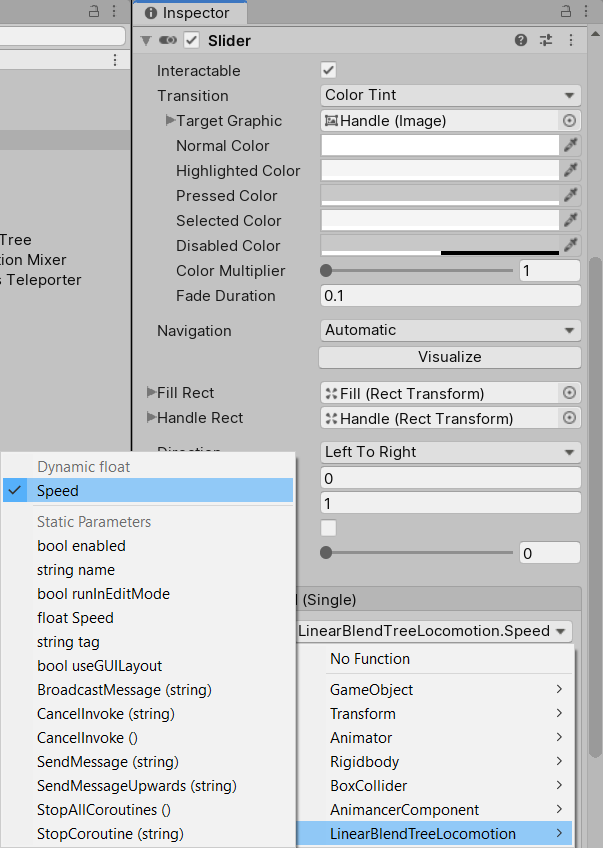 Inspector
Slider
Interactable
Transition Color Tint
Target Graphic Handle (Image)
Normal Color
Highlighted Color
Pressed Color
Selected Color
Disabled Color
Color Multiplier 1
Fade Duration 0.1
Navigation Automatic
Visualize
Fill Rect Fill (Rect Transform)
Handle Rect Handle (Rect Transform)
Left To Right
0
1
0
(Single)
LinearBlendTreeLocomotion.Speed
No Function
GameObject
Transform
Animator
Rigidbody
BoxCollider
AnimancerComponent
LinearBlendTreeLocomotion
Tree
tion Mixer
s Teleporter
Dynamic float
Speed
Static Parameters
bool enabled
string name
bool runInEditMode
float Speed
string tag
bool useGUILayout
BroadcastMessage (string)
CancelInvoke (string)
CancelInvoke ()
SendMessage (string)
SendMessageUpwards (string)
StopAllCoroutines ()
StopCoroutine (string)